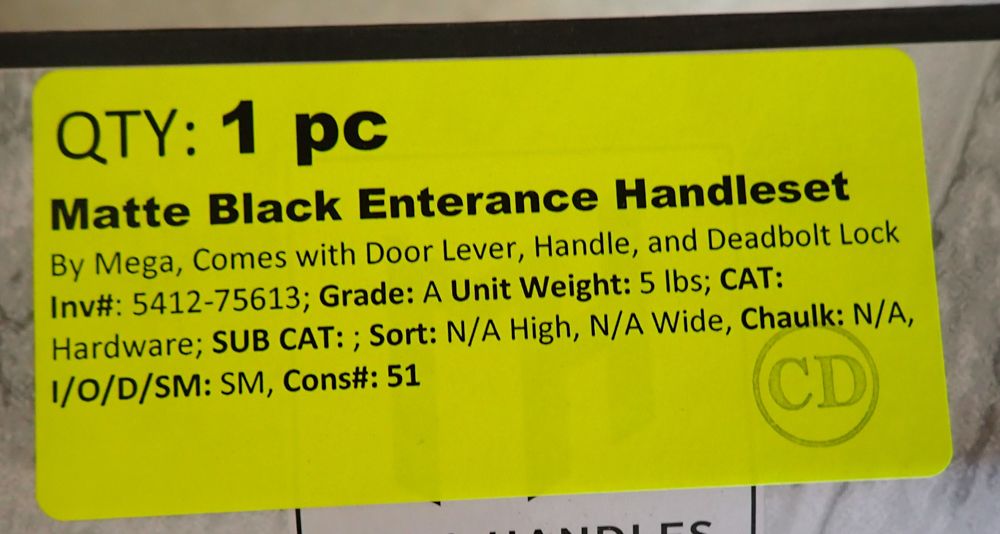 QTY: 1 pc
Matte Black Enterance Handleset
By Mega, Comes with Door Lever, Handle, and Deadbolt Lock
Inv#: 5412-75613; Grade: A Unit Weight: 5 lbs; CAT:
Hardware; SUB CAT: ; Sort: N/A High, N/A Wide, Chaulk: N/A,
I/O/D/SM: SM, Cons#: 51
CD
HANDLES